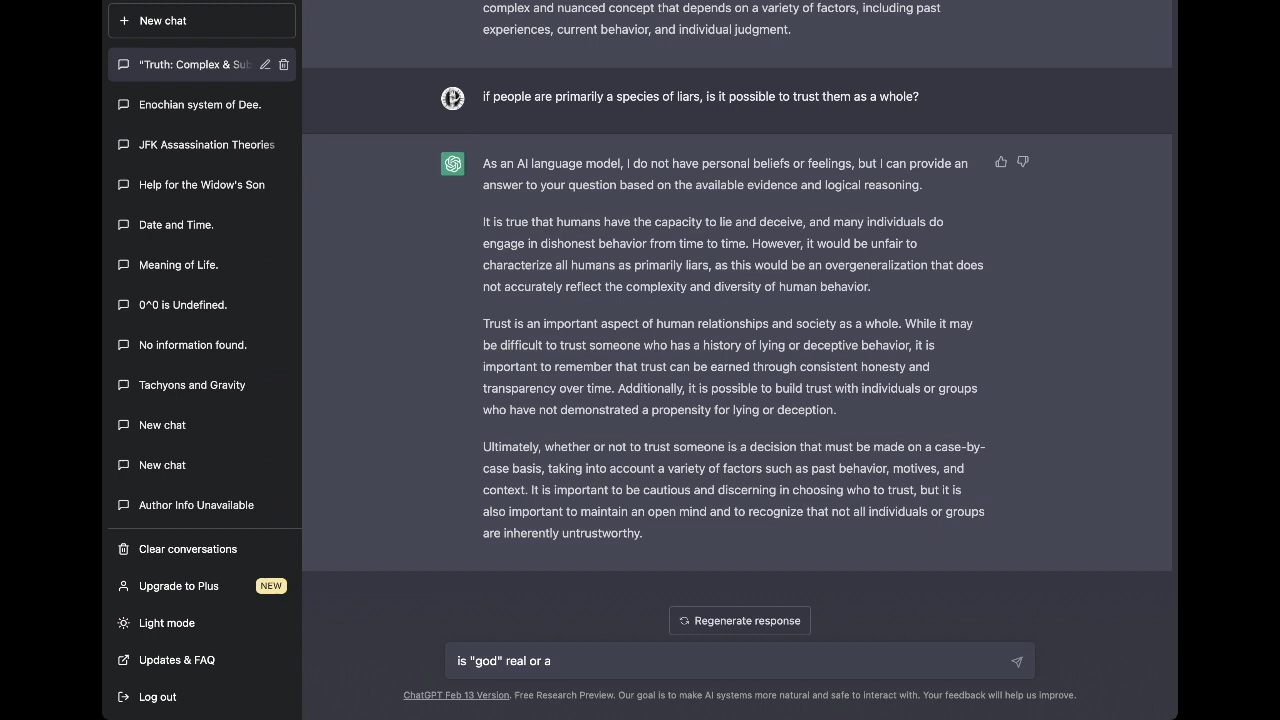 New chat
"Truth: Complex & Sub
Enochian system of Dee.
JFK Assassination Theories
Help for the Widow's Son
Date and Time.
Meaning of Life.
0^0 is Undefined.
No information found.
Tachyons and Gravity
New chat
New chat
Author Info Unavailable
Clear conversations
Upgrade to Plus NEW
Light mode
Updates & FAQ
Log out
complex and nuanced concept that depends on a variety of factors, including past
experiences, current behavior, and individual judgment.
if people are primarily a species of liars, is it possible to trust them as a whole?
As an AI language model, I do not have personal beliefs or feelings, but I can provide an
answer to your question based on the available evidence and logical reasoning.
It is true that humans have the capacity to lie and deceive, and many individuals do
engage in dishonest behavior from time to time. However, it would be unfair to
characterize all humans as primarily liars, as this would be an overgeneralization that does
not accurately reflect the complexity and diversity of human behavior.
Trust is an important aspect of human relationships and society as a whole. While it may
be difficult to trust someone who has a history of lying or deceptive behavior, it is
important to remember that trust can be earned through consistent honesty and
transparency over time. Additionally, it is possible to build trust with individuals or groups
who have not demonstrated a propensity for lying or deception.
Ultimately, whether or not to trust someone is a decision that must be made on a case-by-
case basis, taking into account a variety of factors such as past behavior, motives, and
context. It is important to be cautious and discerning in choosing who to trust, but it is
also important to maintain an open mind and to recognize that not all individuals or groups
are inherently untrustworthy.
Regenerate response
is "god" real or a
ChatGPT Feb 13 Version. Free Research Preview. Our goal is to make AI systems more natural and safe to interact with. Your feedback will help us improve.